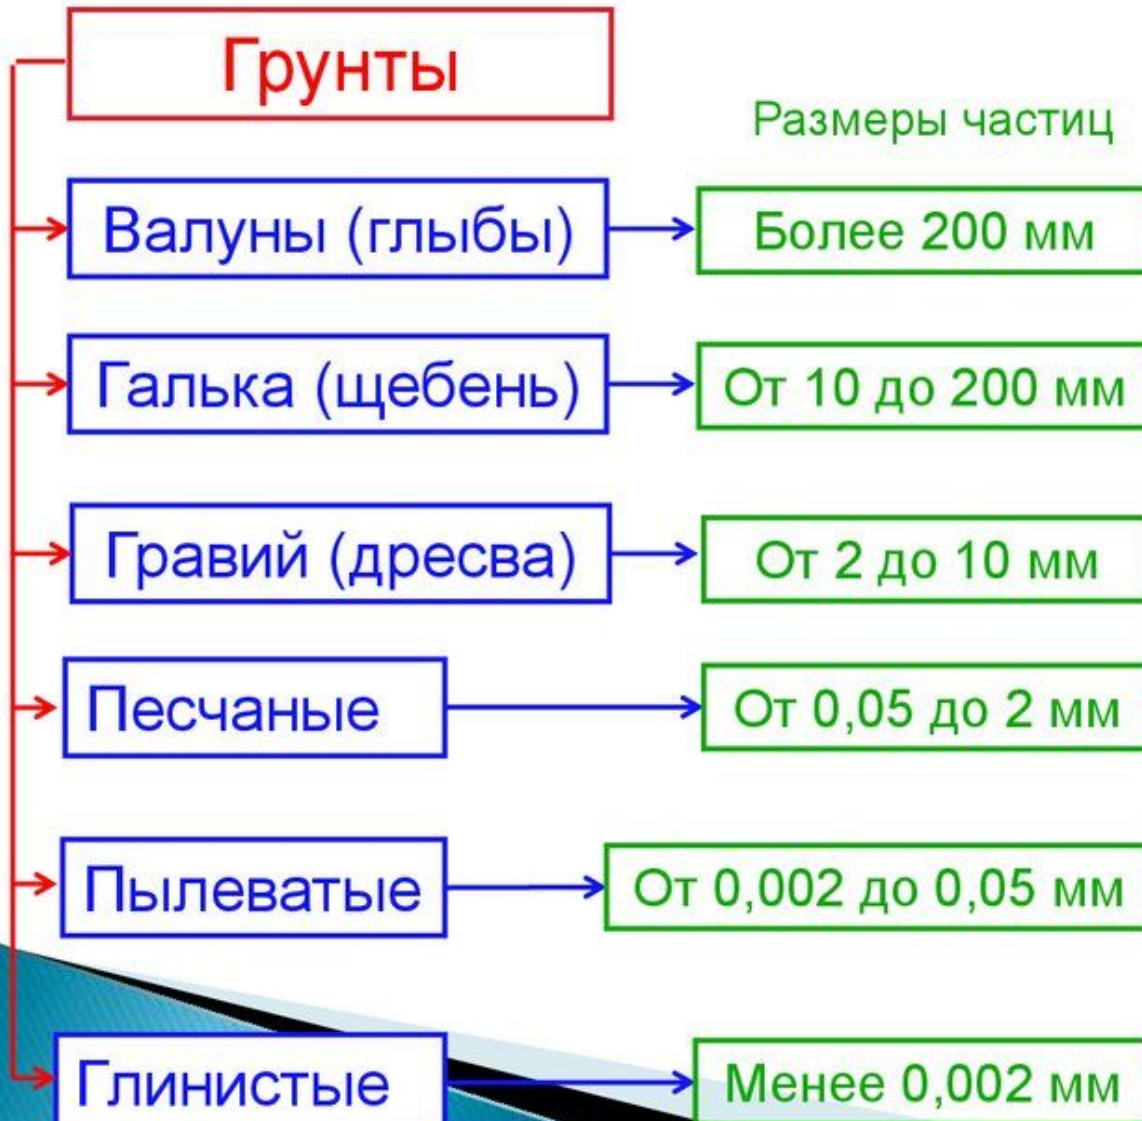 Грунты
Размеры частиц
Валуны (глыбы)
Более 200 мм
Галька (щебень)
От 10 до 200 мм
Гравий (дресва)
От 2 до 10 мм
Песчаные
От 0,05 до 2 мм
Пылеватые
От 0,002 до 0,05 мм
Глинистые
Менее 0,002 мм